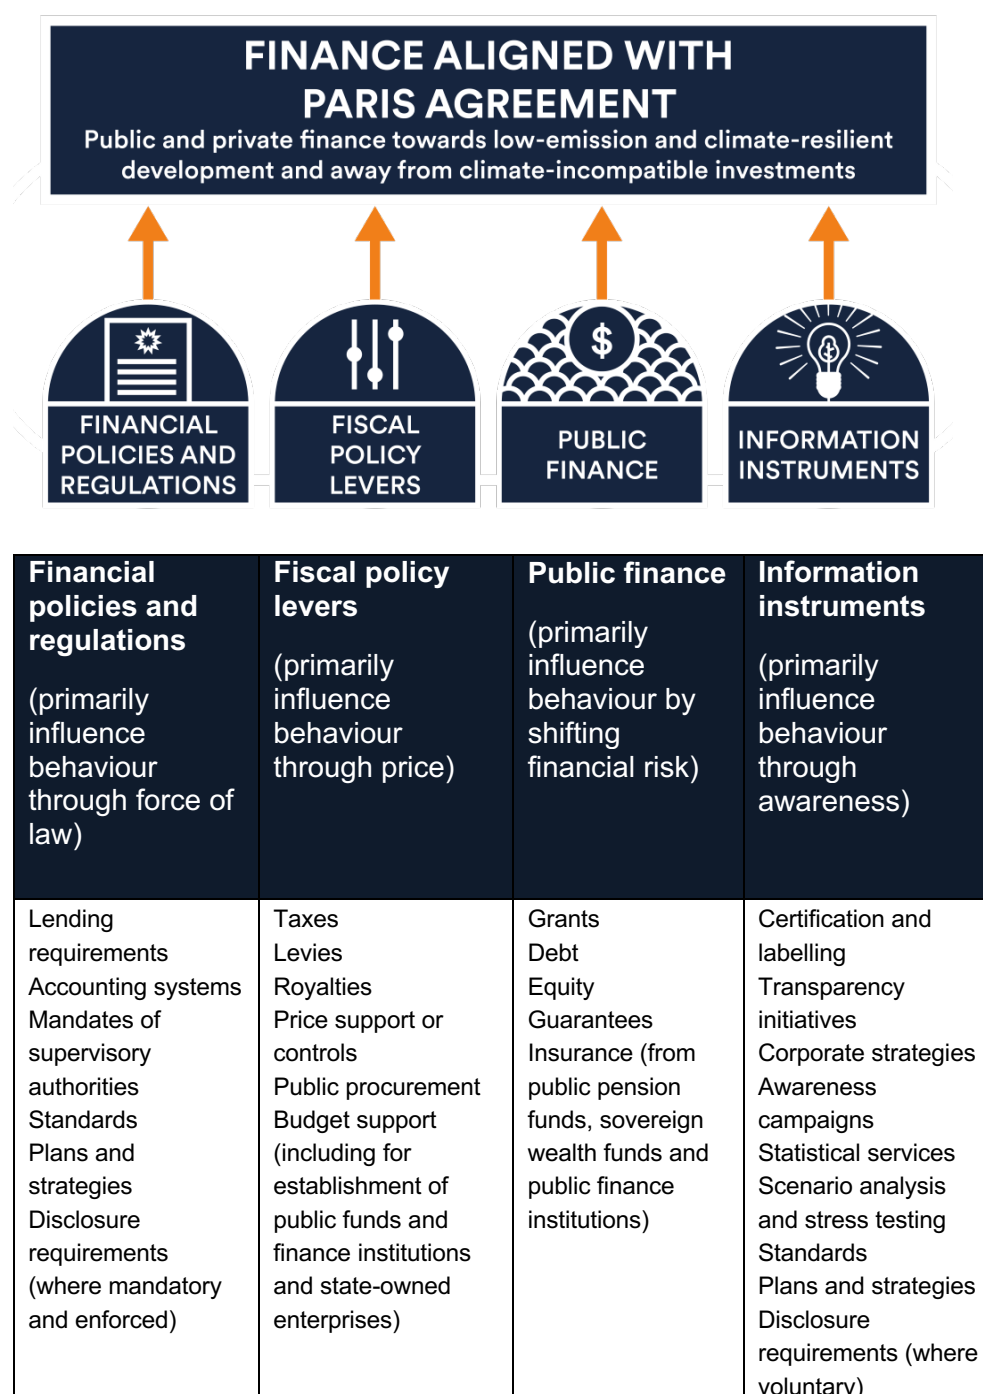 FINANCE ALIGNED WITH
PARIS AGREEMENT
Public and private finance towards low-emission and climate-resilient
development and away from climate-incompatible investments
FINANCIAL
POLICIES AND
REGULATIONS
FISCAL
POLICY
LEVERS
$
PUBLIC
FINANCE
INFORMATION
INSTRUMENTS
Financial
policies and
regulations
(primarily
influence
behaviour
through force of
law)
Fiscal policy
levers
(primarily
influence
behaviour
through price)
Public finance
(primarily
influence
behaviour by
shifting
financial risk)
Information
instruments
(primarily
influence
behaviour
through
awareness)
Lending
requirements
Accounting systems
Mandates of
supervisory
authorities
Standards
Plans and
strategies
Disclosure
requirements
(where mandatory
and enforced)
Taxes
Levies
Royalties
Price support or
controls
Public procurement
Budget support
(including for
establishment of
public funds and
finance institutions
and state-owned
enterprises)
Grants
Debt
Equity
Guarantees
Insurance (from
public pension
funds, sovereign
wealth funds and
public finance
institutions)
Certification and
labelling
Transparency
initiatives
Corporate strategies
Awareness
campaigns
Statistical services
Scenario analysis
and stress testing
Standards
Plans and strategies
Disclosure
requirements (where
voluntary)